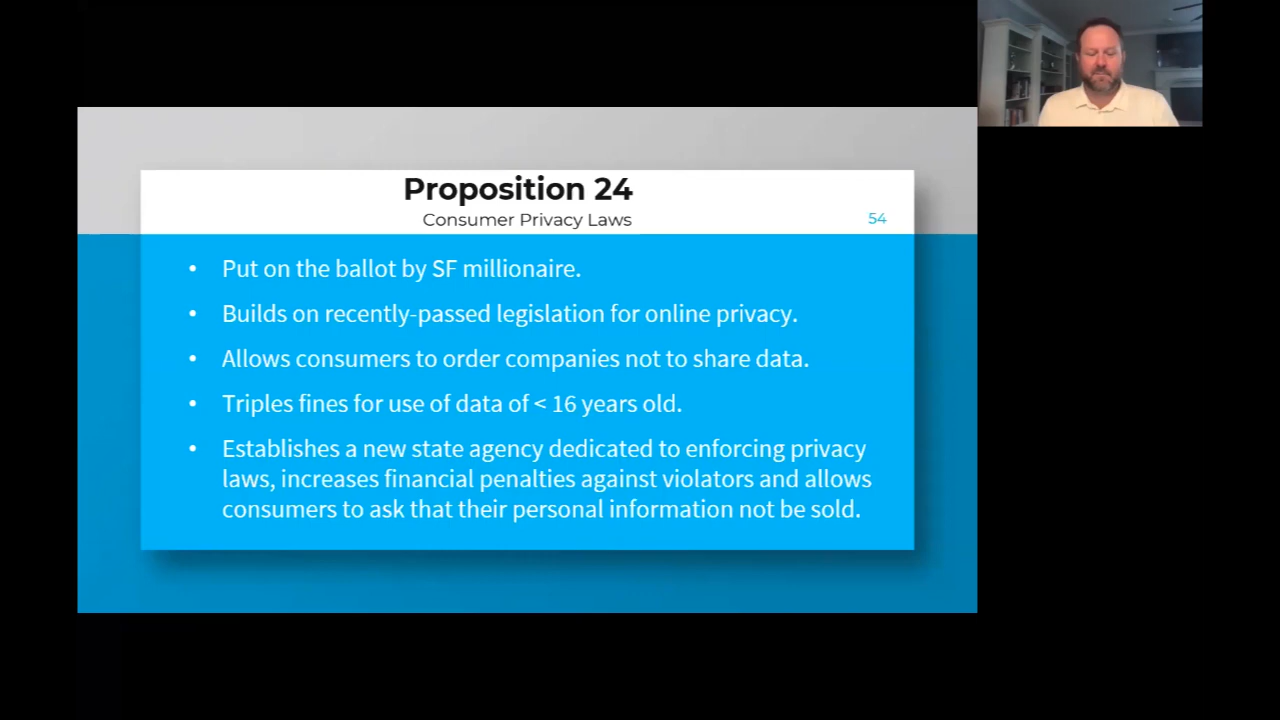 Proposition 24
Consumer Privacy Laws
54
• Put on the ballot by SF millionaire.
• Builds on recently-passed legislation for online privacy.
• Allows consumers to order companies not to share data.
• Triples fines for use of data of < 16 years old.
• Establishes a new state agency dedicated to enforcing privacy
laws, increases financial penalties against violators and allows
consumers to ask that their personal information not be sold.